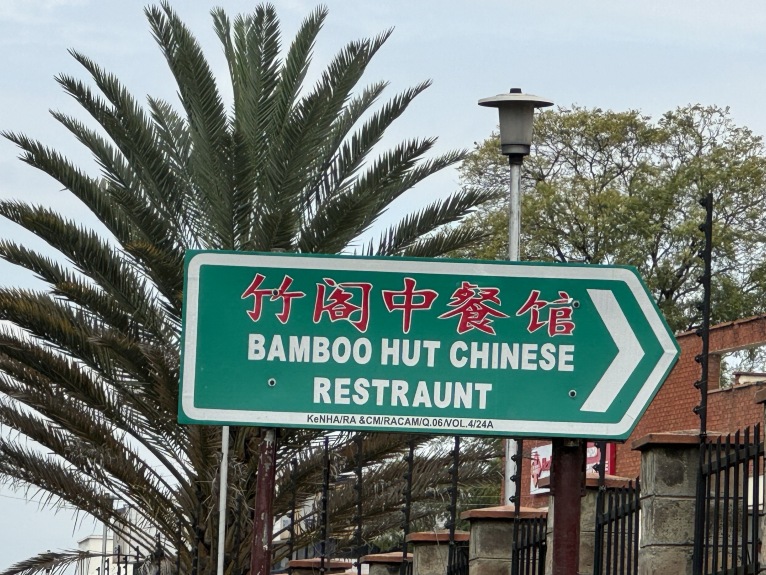 竹阁中餐馆
BAMBOO HUT CHINESE
RESTRAUNT
KeNHA/RA &CM/RACAM/Q.06/VOL.4/24A